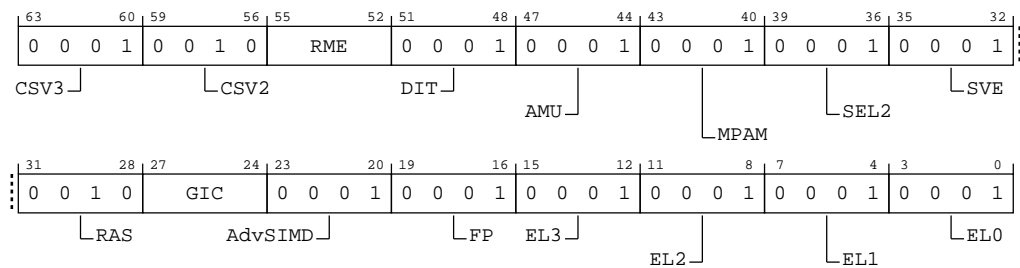 63 60 59 56 55 52 51 48 47 44 43 40 39 36 35 32
0 0 0 1 0 0 1 0 RME 0 0 0 1 0 0 0 1 0 0 0 1 0 0 0 1 0 0 0 1
CSV3 CSV2 DIT SVE
AMU SEL2
MPAM
31 28 27 24 23 20 19 16 15 12 11 8 7 4 3 0
0 0 1 0 GIC 0 0 0 1 0 0 0 1 0 0 0 1 0 0 0 1 0 0 0 1 0 0 0 1
RAS AdvSIMD FP EL3 EL0
EL2 EL1